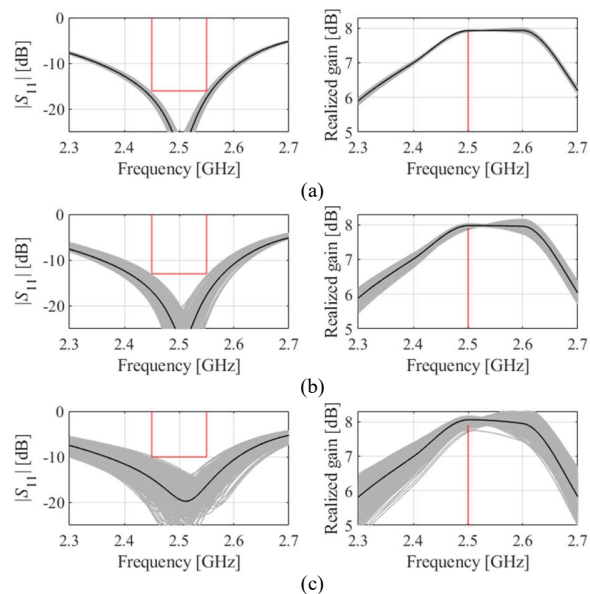 0
-10
-20
|S₁₁| [dB]
2.3 2.4 2.5 2.6 2.7
Frequency [GHz]
8
7
6
5
Realized gain [dB]
2.3 2.4 2.5 2.6 2.7
Frequency [GHz]
(a)
0
-10
-20
|S₁₁| [dB]
2.3 2.4 2.5 2.6 2.7
Frequency [GHz]
8
7
6
5
Realized gain [dB]
2.3 2.4 2.5 2.6 2.7
Frequency [GHz]
(b)
0
-10
-20
|S₁₁| [dB]
2.3 2.4 2.5 2.6 2.7
Frequency [GHz]
8
7
6
5
Realized gain [dB]
2.3 2.4 2.5 2.6 2.7
Frequency [GHz]
(c)